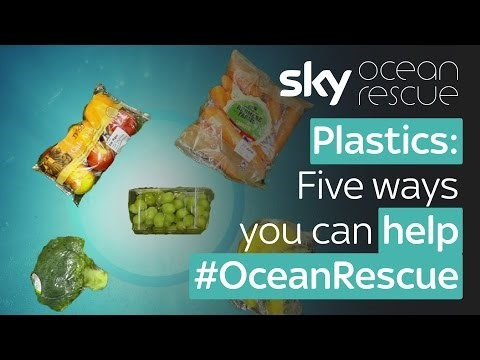 sky ocean
rescue
Plastics:
Five ways
you can help
#OceanRescue